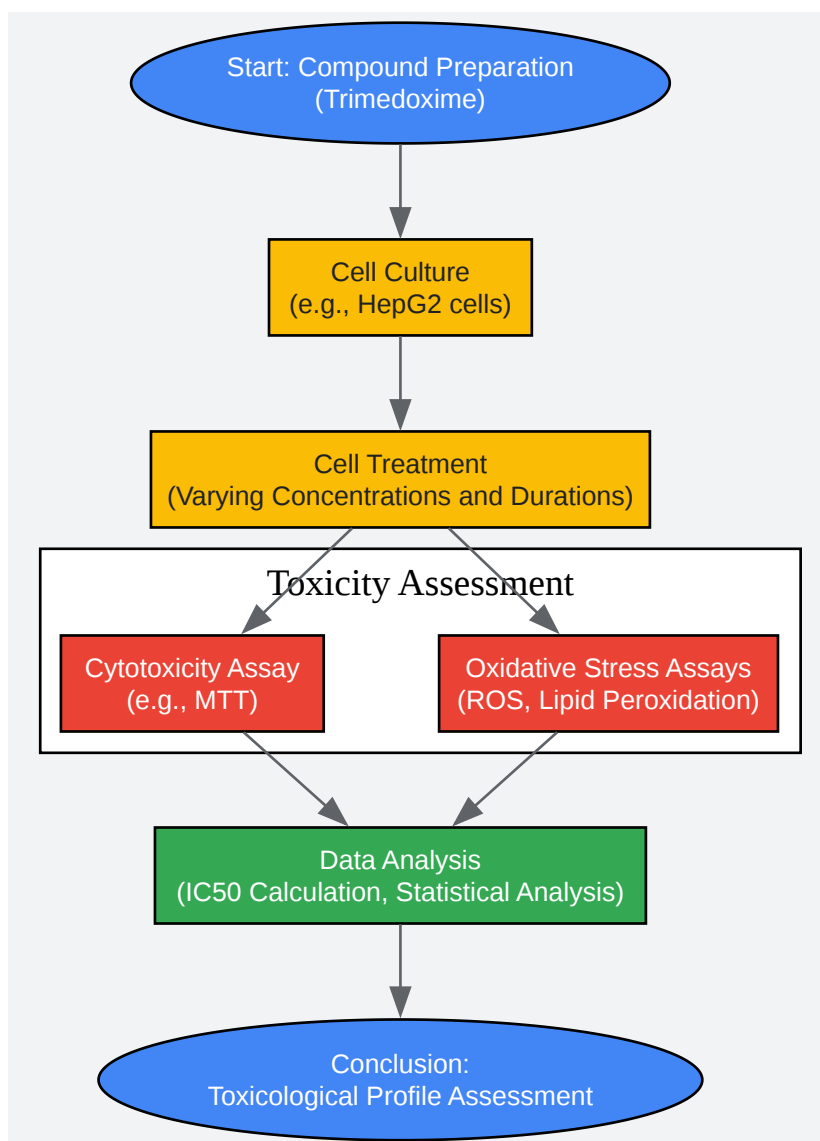 Start: Compound Preparation
(Trimedoxime)
Cell Culture
(e.g., HepG2 cells)
Cell Treatment
(Varying Concentrations and Durations)
Toxicity Assessment
Cytotoxicity Assay
(e.g., MTT)
Oxidative Stress Assays
(ROS, Lipid Peroxidation)
Data Analysis
(IC50 Calculation, Statistical Analysis)
Conclusion:
Toxicological Profile Assessment